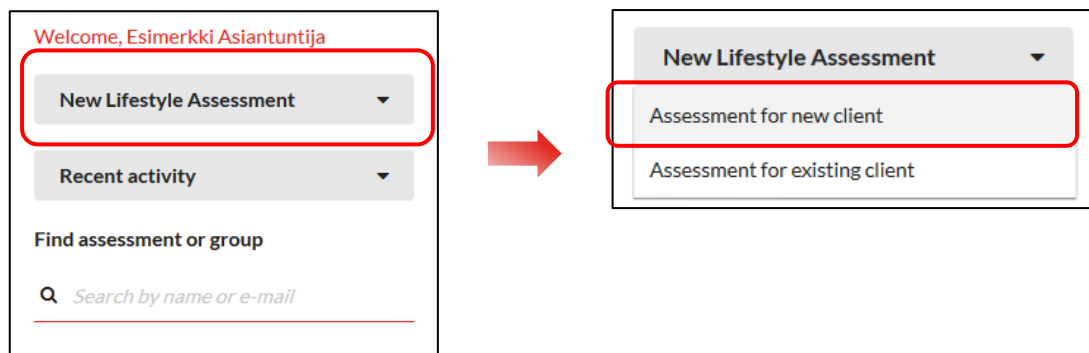 Welcome, Esimerkki Asiantuntija
New Lifestyle Assessment
Recent activity
Find assessment or group
Search by name or e-mail
New Lifestyle Assessment
Assessment for new client
Assessment for existing client